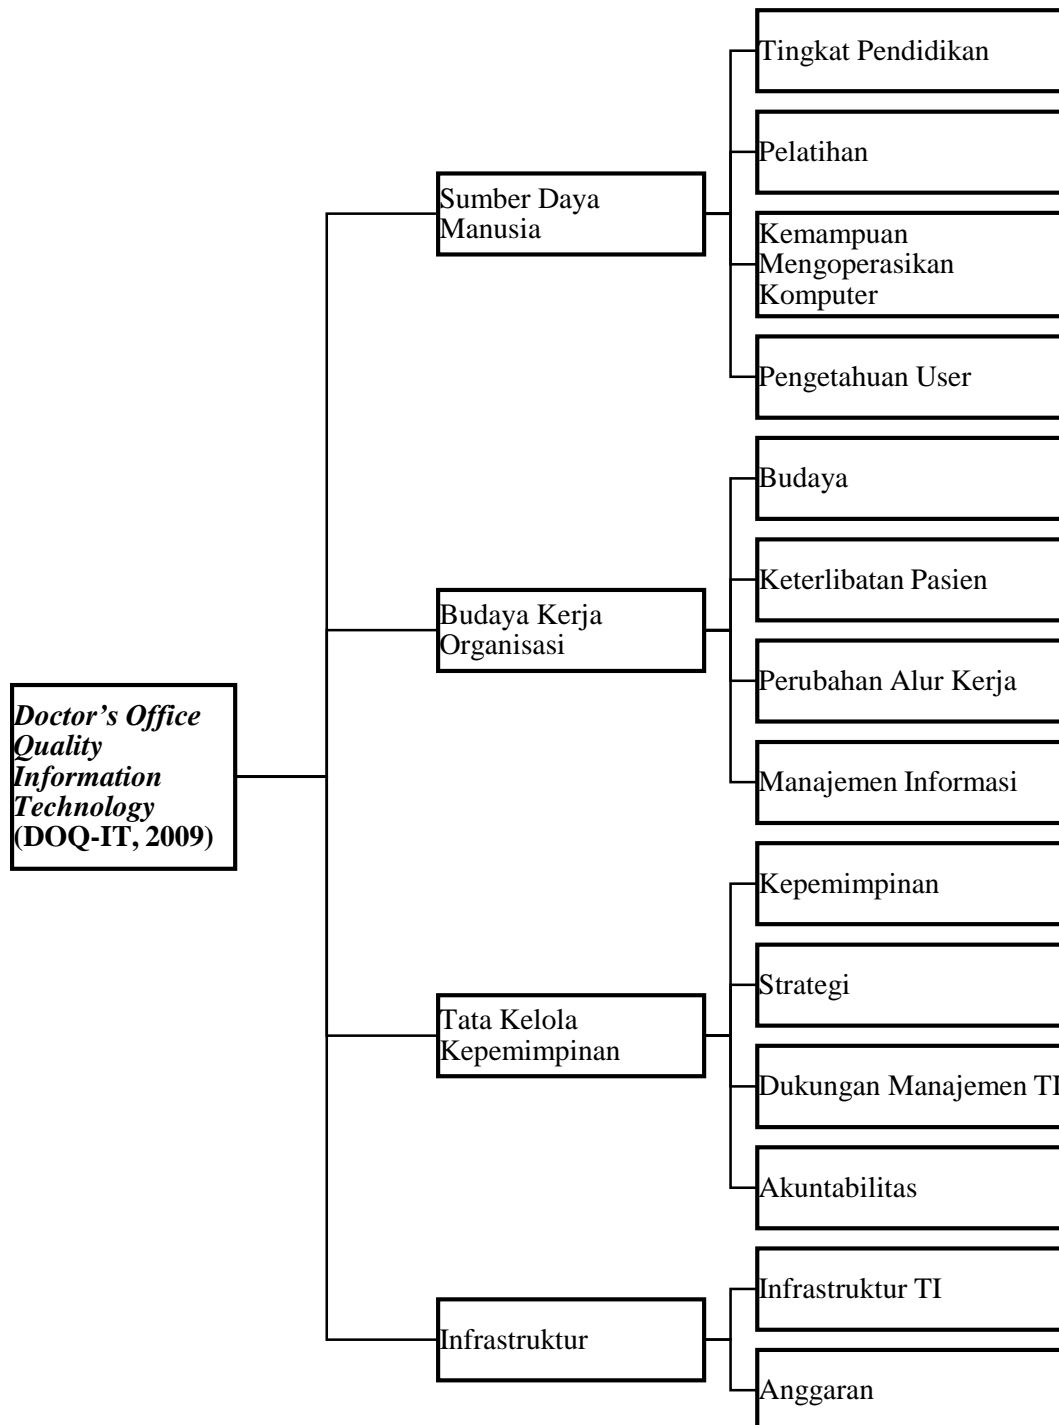 Doctor’s Office
Quality
Information
Technology
(DOQ-IT, 2009)
Sumber Daya
Manusia
Tingkat Pendidikan
Pelatihan
Kemampuan
Mengoperasikan
Komputer
Pengetahuan User
Budaya Kerja
Organisasi
Budaya
Keterlibatan Pasien
Perubahan Alur Kerja
Manajemen Informasi
Tata Kelola
Kepemimpinan
Kepemimpinan
Strategi
Dukungan Manajemen TI
Akuntabilitas
Infrastruktur
Infrastruktur TI
Anggaran